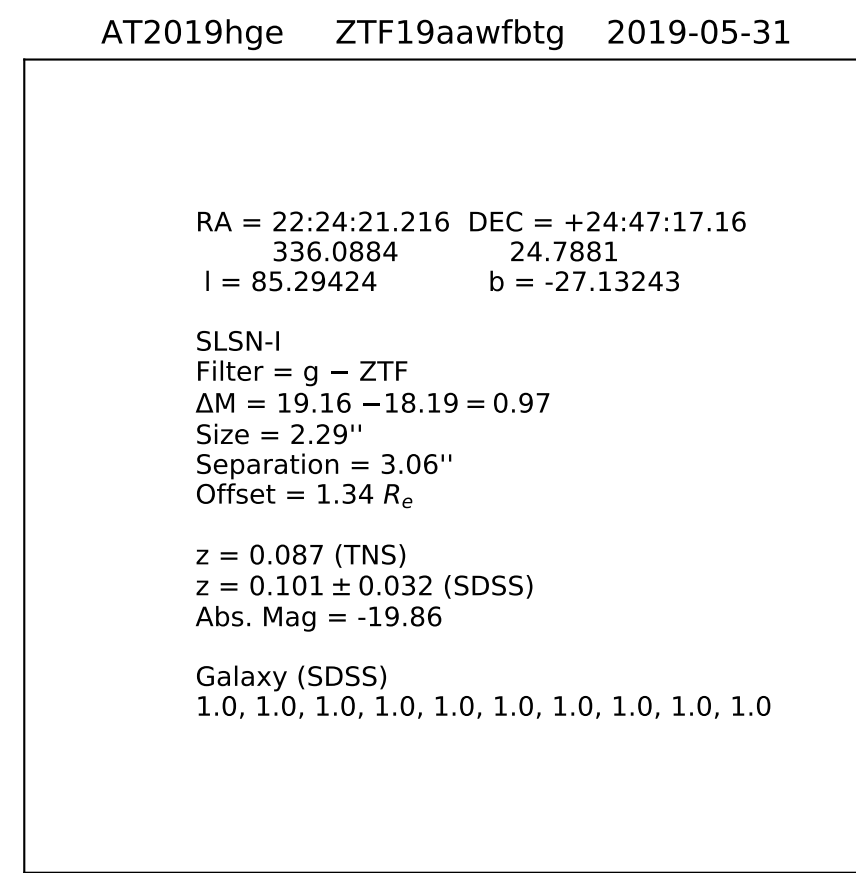 AT2019hge ZTF19aawfbtg 2019-05-31
RA = 22:24:21.216 DEC = +24:47:17.16
336.0884 24.7881
l = 85.29424 b = -27.13243
SLSN-I
Filter = g − ZTF
ΔM = 19.16 −18.19 = 0.97
Size = 2.29''
Separation = 3.06''
Offset = 1.34 Rₑ
z = 0.087 (TNS)
z = 0.101 ± 0.032 (SDSS)
Abs. Mag = -19.86
Galaxy (SDSS)
1.0, 1.0, 1.0, 1.0, 1.0, 1.0, 1.0, 1.0, 1.0, 1.0